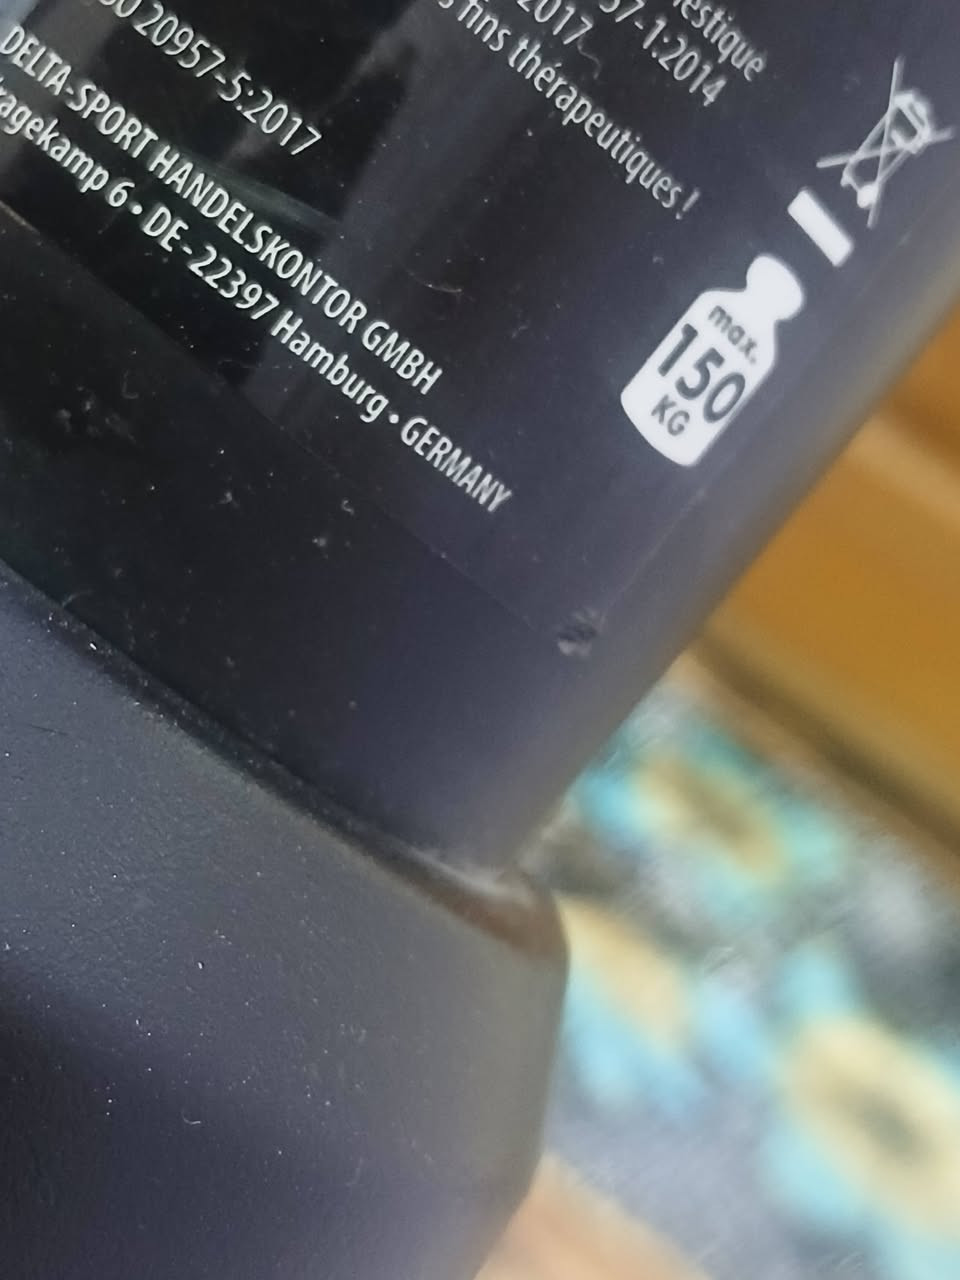 57-1:2014
2017
fins thérapeutiques !
20957-5:2017
DELTA-SPORT HANDELSKONTOR GMBH
6 • DE - 22397 Hamburg • GERMANY
max.
150
KG